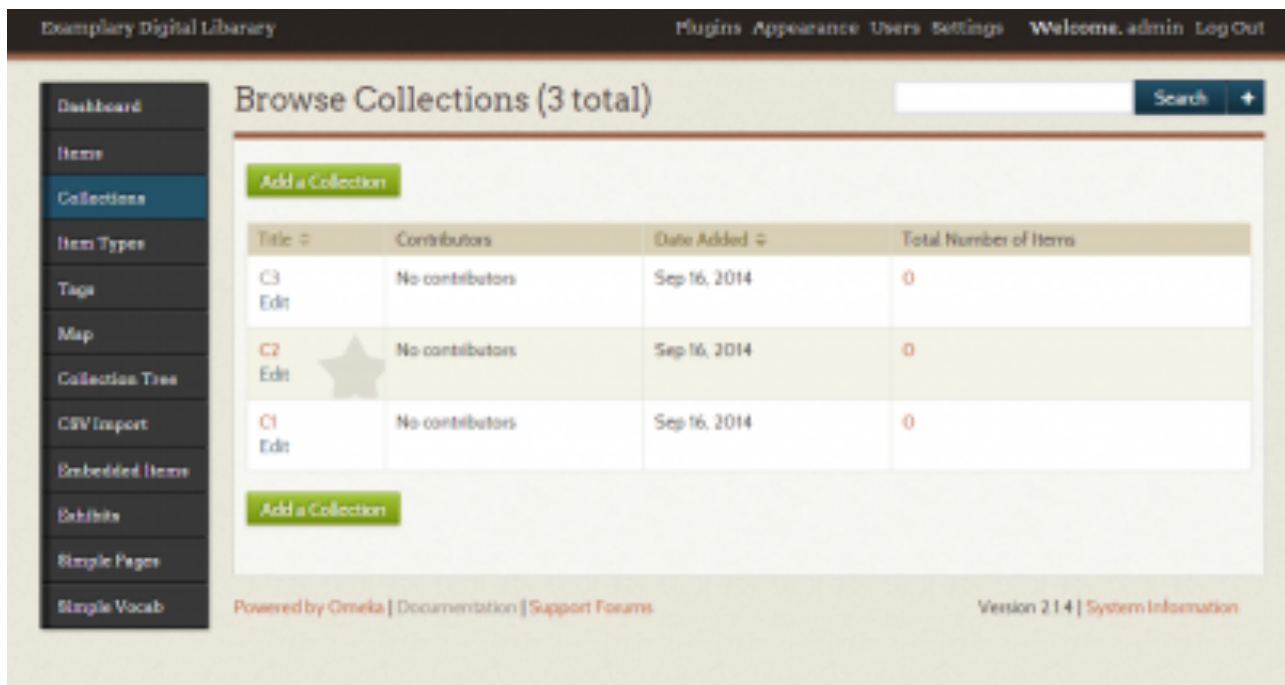 Examplary Digital Libarary
Plugins Appearance Users Settings Welcome, admin Log Out
Dashboard
Items
Collections
Item Types
Tags
Map
Collection Tree
CSV Import
Embedded Items
Exhibits
Simple Pages
Simple Vocab
Browse Collections (3 total)
Search +
Add a Collection
Title Contributors Date Added Total Number of Items
C3 No contributors Sep 16, 2014 0
Edit
C2 No contributors Sep 16, 2014 0
Edit
C1 No contributors Sep 16, 2014 0
Edit
Add a Collection
Powered by Omeka | Documentation | Support Forums
Version 2.1.4 | System Information